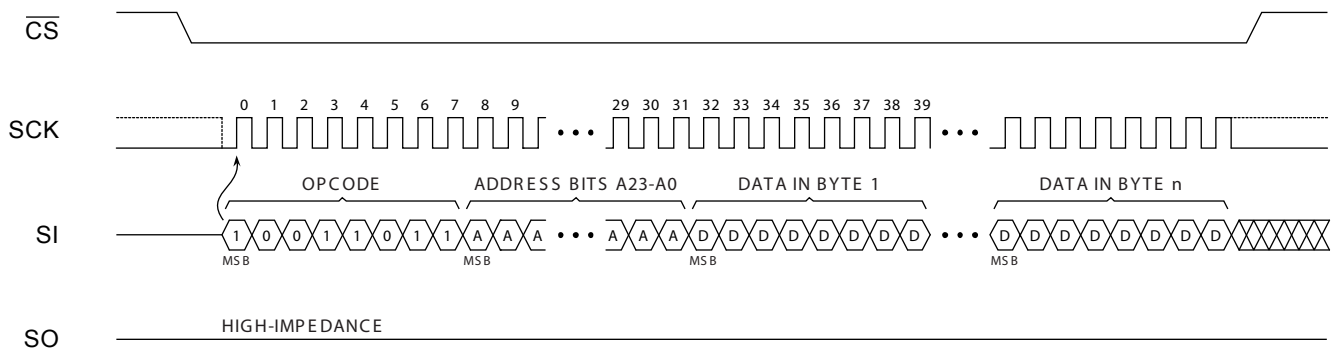 CS
SCK
0 1 2 3 4 5 6 7 8 9 ••• 29 30 31 32 33 34 35 36 37 38 39 •••
OPCODE ADDRESS BITS A23-A0 DATA IN BYTE 1 DATA IN BYTE n
SI
1 0 0 1 1 0 1 1 A A A ••• A A A D D D D D D D D ••• D D D D D D D D
MSB MSB MSB MSB
SO
HIGH-IMPEDANCE